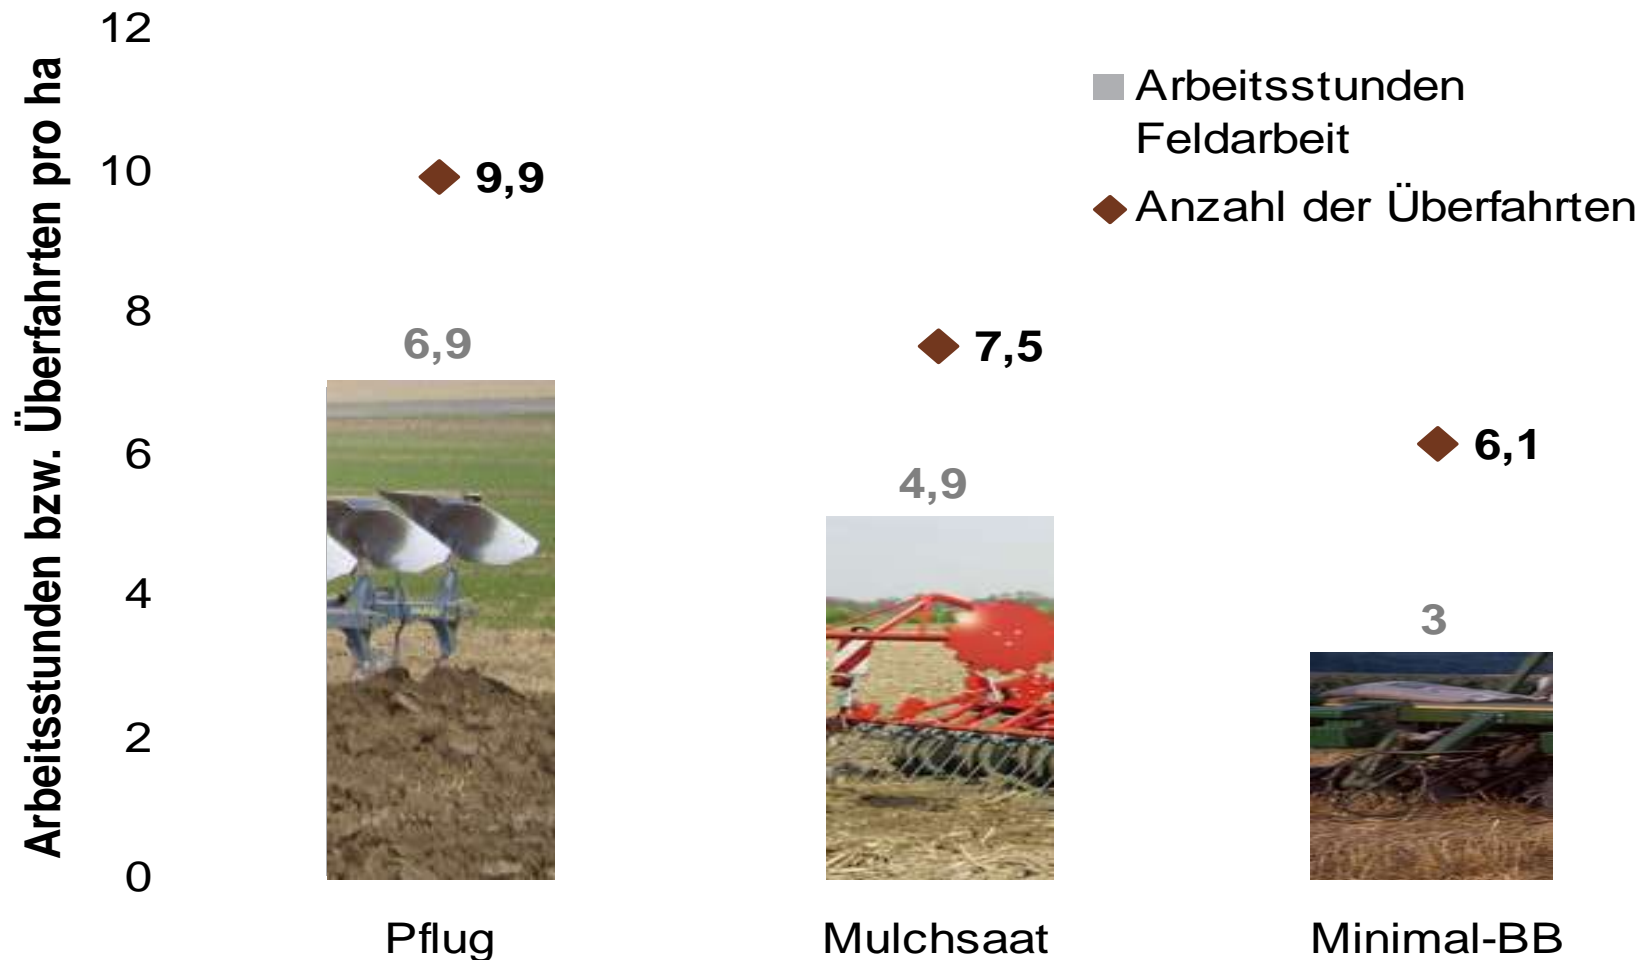 Arbeitsstunden bzw. Überfahrten pro ha
12
10
8
6
4
2
0
Arbeitsstunden
Feldarbeit
Anzahl der Überfahrten
9,9
6,9
7,5
4,9
6,1
3
Pflug
Mulchsaat
Minimal-BB